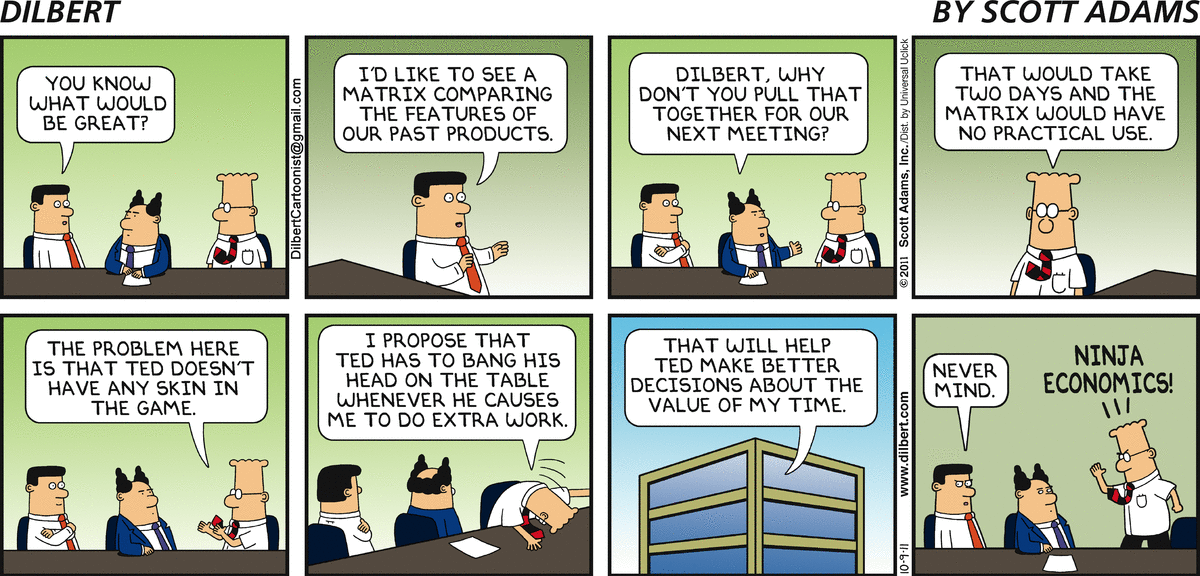 DILBERT
BY SCOTT ADAMS
YOU KNOW
WHAT WOULD
BE GREAT?
DilbertCartoonist@gmail.com
I'D LIKE TO SEE A
MATRIX COMPARING
THE FEATURES OF
OUR PAST PRODUCTS.
DILBERT, WHY
DON'T YOU PULL THAT
TOGETHER FOR OUR
NEXT MEETING?
© 2011 Scott Adams, Inc./Dist. by Universal Uclick
THAT WOULD TAKE
TWO DAYS AND THE
MATRIX WOULD HAVE
NO PRACTICAL USE.
THE PROBLEM HERE
IS THAT TED DOESN'T
HAVE ANY SKIN IN
THE GAME.
I PROPOSE THAT
TED HAS TO BANG HIS
HEAD ON THE TABLE
WHENEVER HE CAUSES
ME TO DO EXTRA WORK.
THAT WILL HELP
TED MAKE BETTER
DECISIONS ABOUT THE
VALUE OF MY TIME.
10-9-11
www.dilbert.com
NEVER
MIND.
NINJA
ECONOMICS!